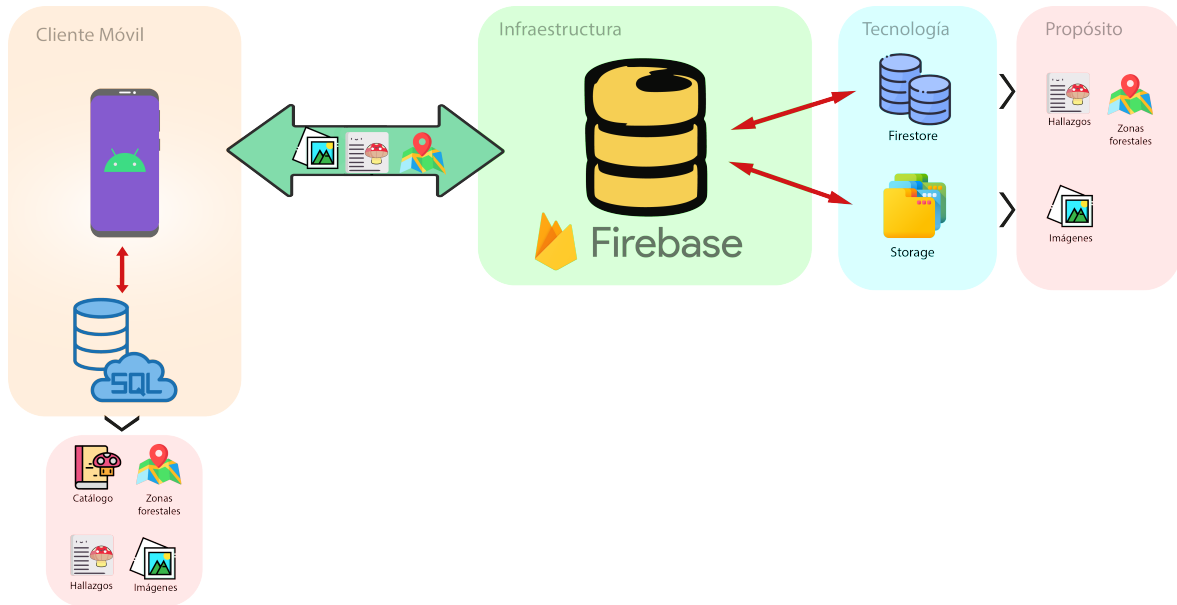 Cliente Móvil
Infraestructura
Tecnología
Propósito
Firestore
Hallazgos
Zonas
forestales
Firebase
Storage
Imágenes
SQL
Catálogo
Zonas
forestales
Hallazgos
Imágenes